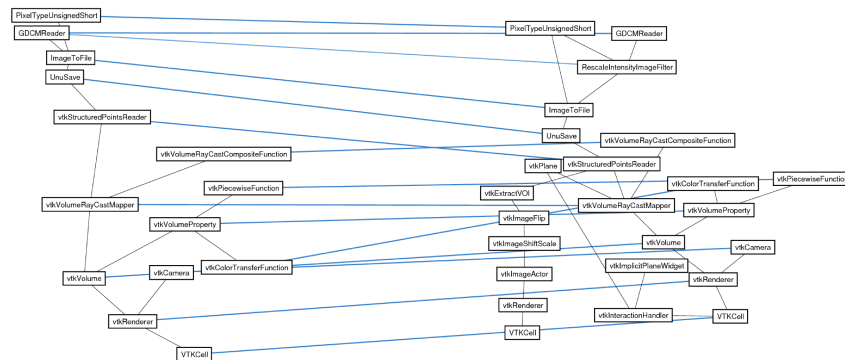 PixelTypeUnsignedShort
GDCMReader
ImageToFile
UnuSave
vtkStructuredPointsReader
vtkVolumeRayCastCompositeFunction
vtkPiecewiseFunction
vtkVolumeRayCastMapper
vtkVolumeProperty
vtkColorTransferFunction
vtkCamera
vtkVolume
vtkRenderer
VTKCell
PixelTypeUnsignedShort
GDCMReader
RescaleIntensityImageFilter
ImageToFile
UnuSave
vtkVolumeRayCastCompositeFunction
vtkPlane
vtkStructuredPointsReader
vtkPiecewiseFunction
vtkColorTransferFunction
vtkExtractVOI
vtkVolumeRayCastMapper
vtkVolumeProperty
vtkImageFlip
vtkImageShiftScale
vtkVolume
vtkCamera
vtkImplicitPlaneWidget
vtkImageActor
vtkRenderer
vtkRenderer
vtkInteractionHandler
VTKCell
VTKCell